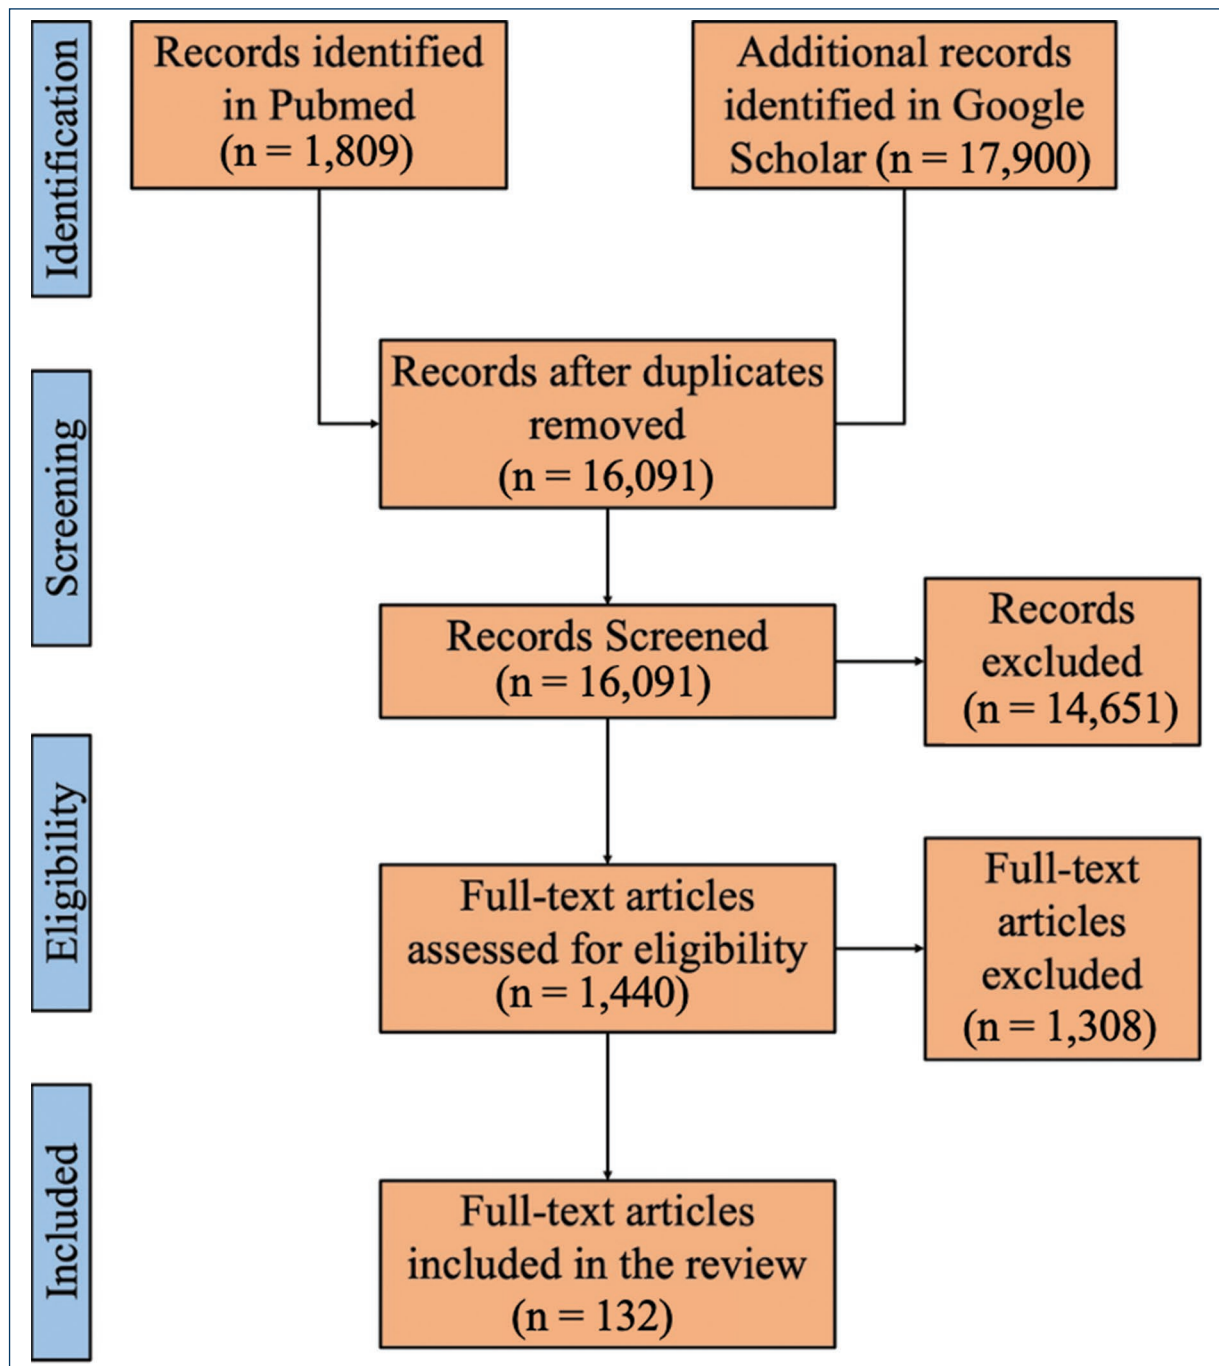 Identification
Records identified
in Pubmed
(n = 1,809)
Additional records
identified in Google
Scholar (n = 17,900)
Screening
Records after duplicates
removed
(n = 16,091)
Records Screened
(n = 16,091)
Records
excluded
(n = 14,651)
Eligibility
Full-text articles
assessed for eligibility
(n = 1,440)
Full-text
articles
excluded
(n = 1,308)
Included
Full-text articles
included in the review
(n = 132)